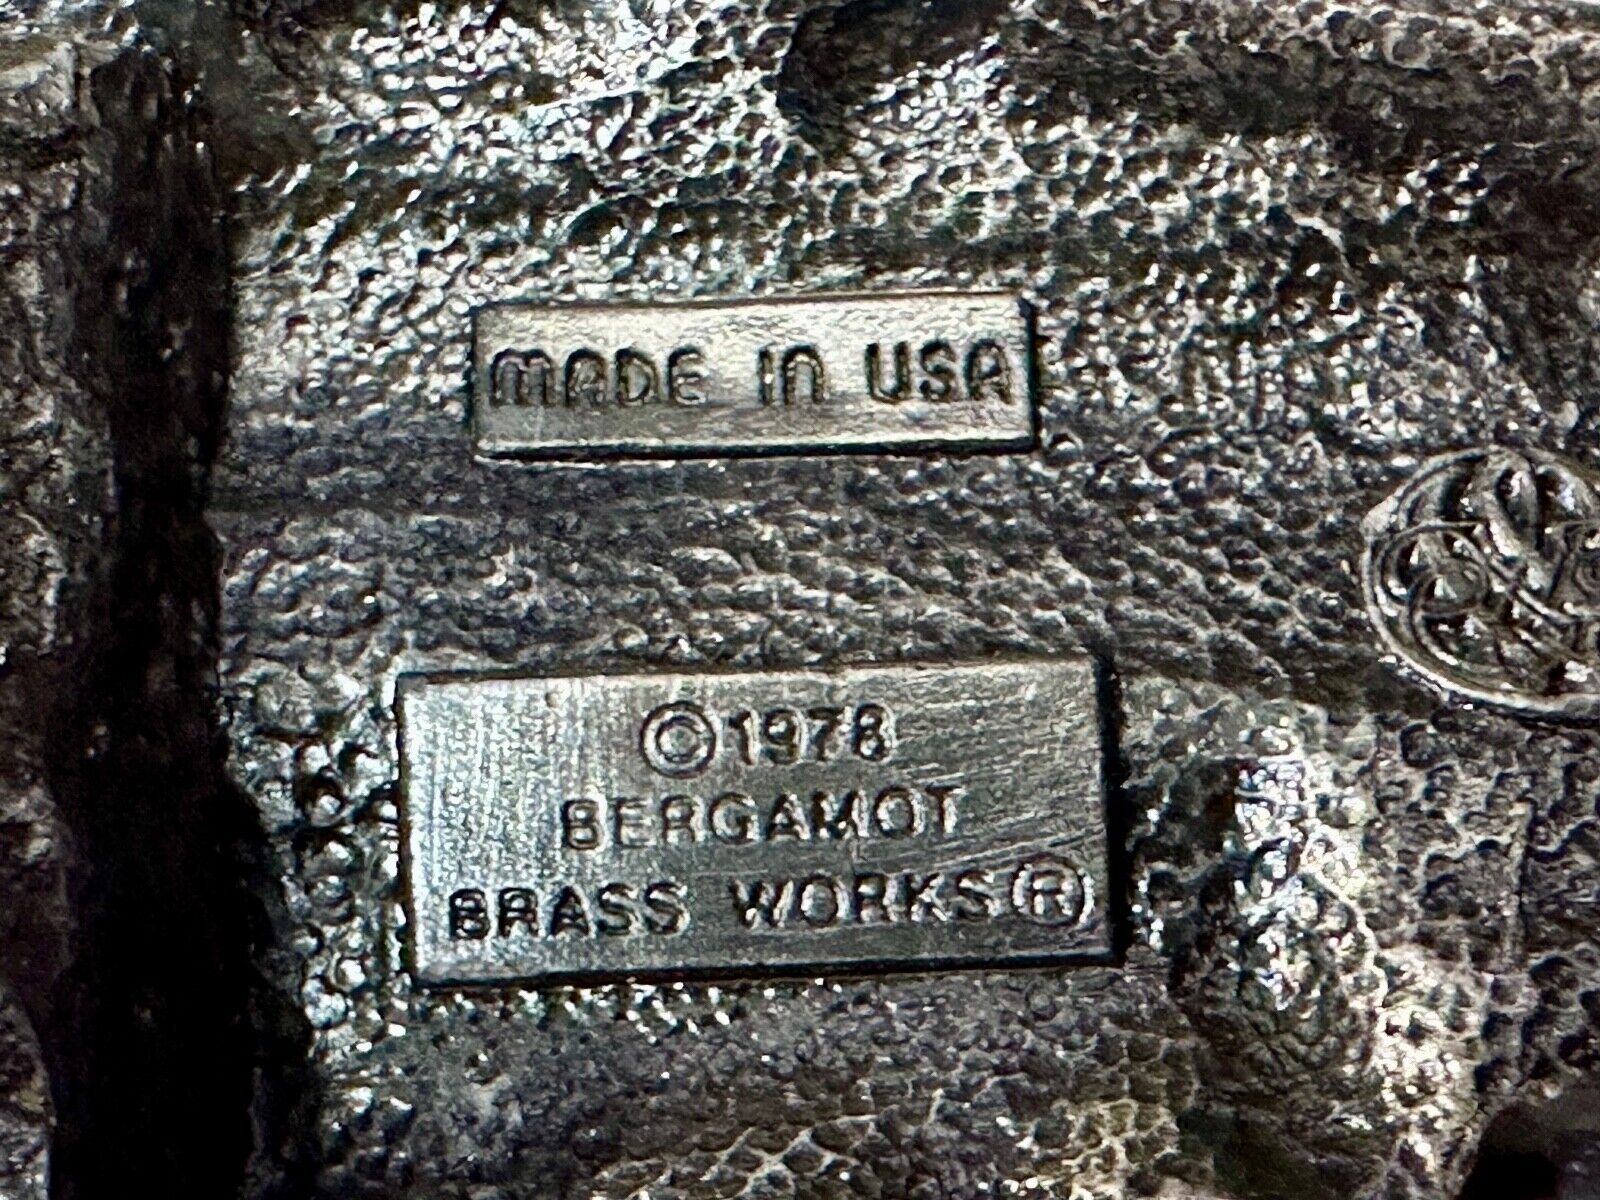 MADE IN USA
©1978
BERGAMOT
BRASS WORKS®